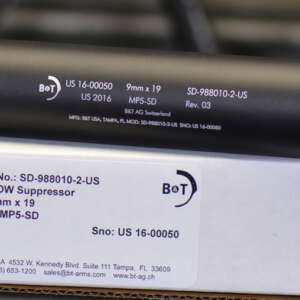 B&T
US 16-00050 9mm x 19 SD-988010-2-US
US 2016 MP5-SD Rev. 03
B&T AG Switzerland
MFG: B&T USA, TAMPA, FL MOD: SD-988010-2-US SNO: US 16-00050
No.: SD-988010-2-US
OW Suppressor
m x 19
MP5-SD
B&T
Sno: US 16-00050
A 4532 W. Kennedy Blvd. Suite 111 Tampa, FL 33609
) 653-1200 sales@bt-arms.com / bt-ag.ch